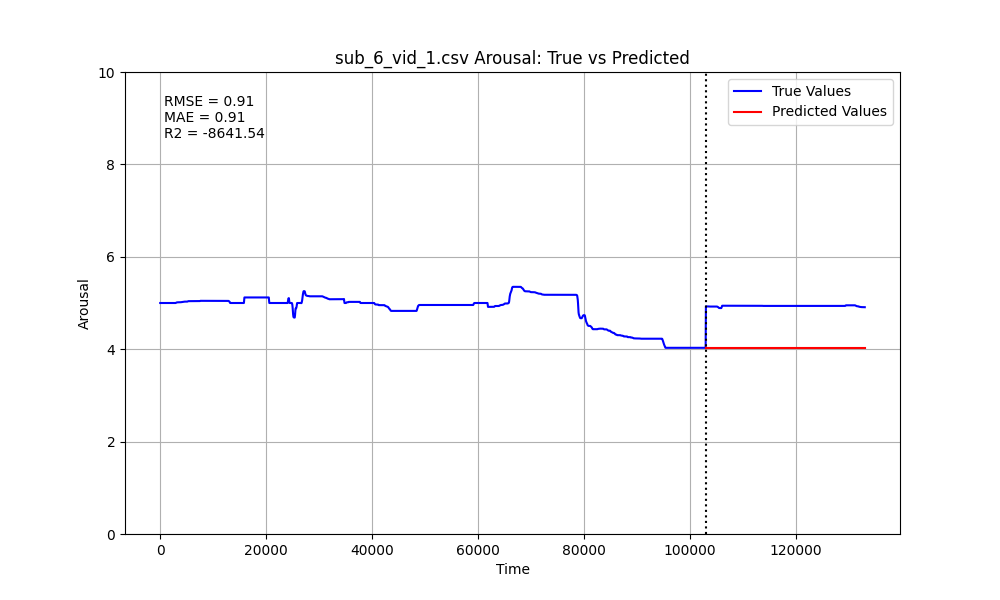 sub_6_vid_1.csv Arousal: True vs Predicted
RMSE = 0.91
MAE = 0.91
R2 = -8641.54
True Values
Predicted Values
Arousal
10
8
6
4
2
0
0
20000
40000
60000
80000
100000
120000
Time